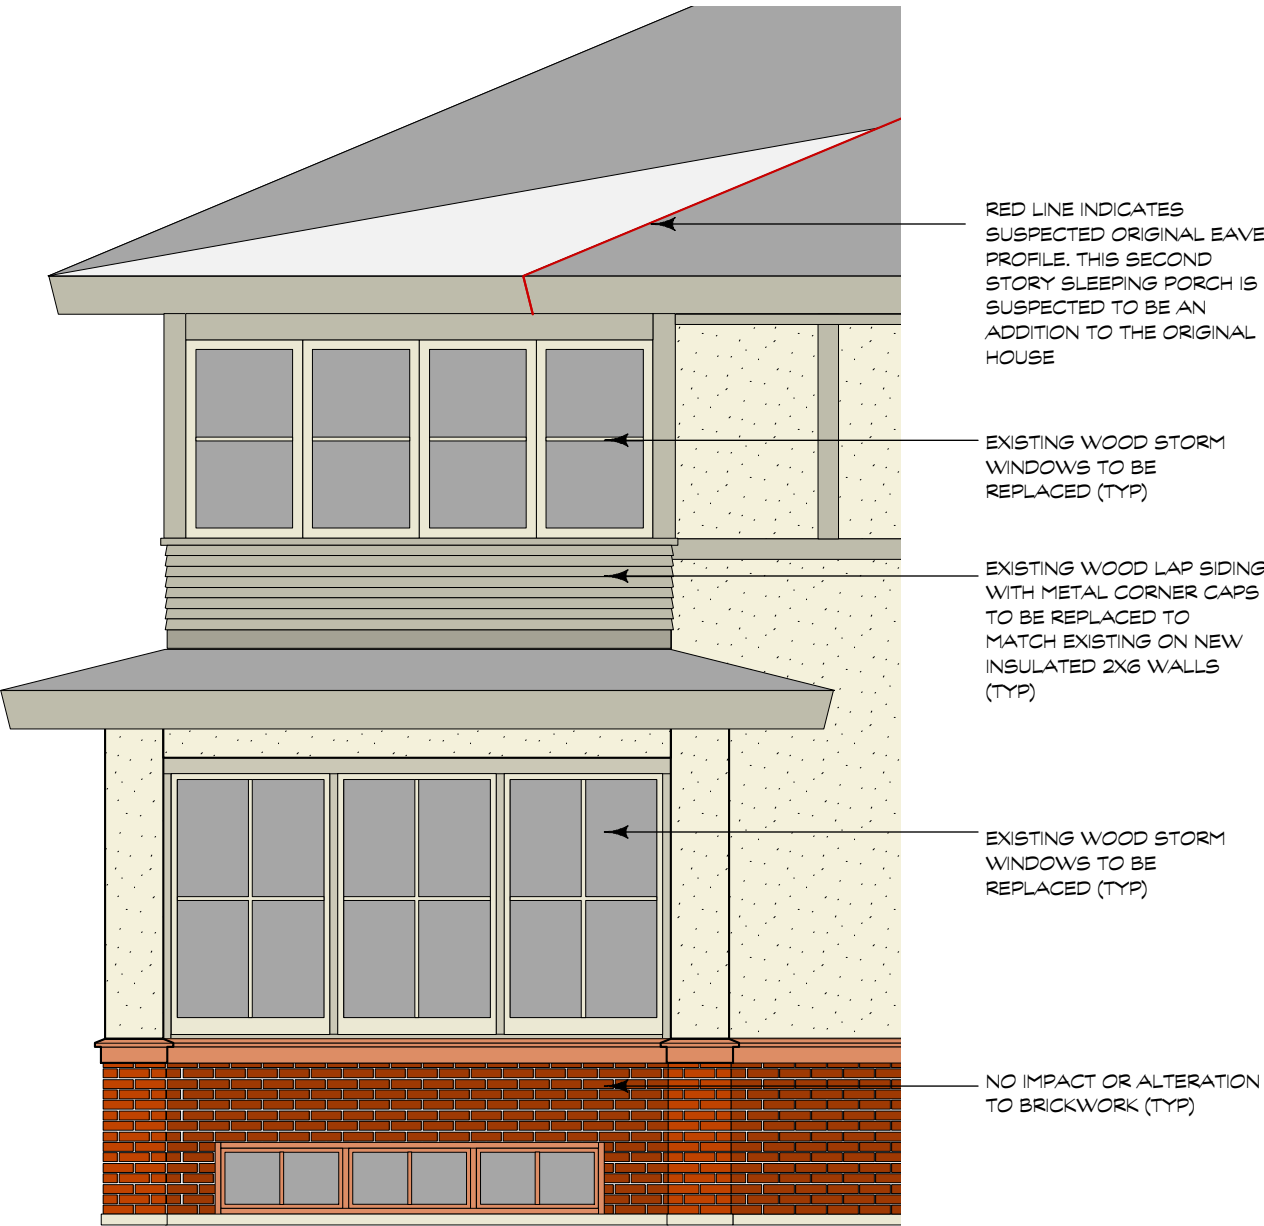 RED LINE INDICATES
SUSPECTED ORIGINAL EAVE
PROFILE. THIS SECOND
STORY SLEEPING PORCH IS
SUSPECTED TO BE AN
ADDITION TO THE ORIGINAL
HOUSE
EXISTING WOOD STORM
WINDOWS TO BE
REPLACED (TYP)
EXISTING WOOD LAP SIDING
WITH METAL CORNER CAPS
TO BE REPLACED TO
MATCH EXISTING ON NEW
INSULATED 2X6 WALLS
(TYP)
EXISTING WOOD STORM
WINDOWS TO BE
REPLACED (TYP)
NO IMPACT OR ALTERATION
TO BRICKWORK (TYP)